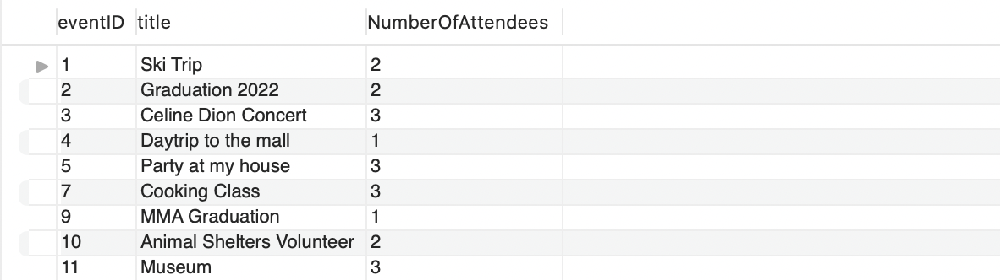 eventID title NumberOfAttendees
1 Ski Trip 2
2 Graduation 2022 2
3 Celine Dion Concert 3
4 Daytrip to the mall 1
5 Party at my house 3
7 Cooking Class 3
9 MMA Graduation 1
10 Animal Shelters Volunteer 2
11 Museum 3